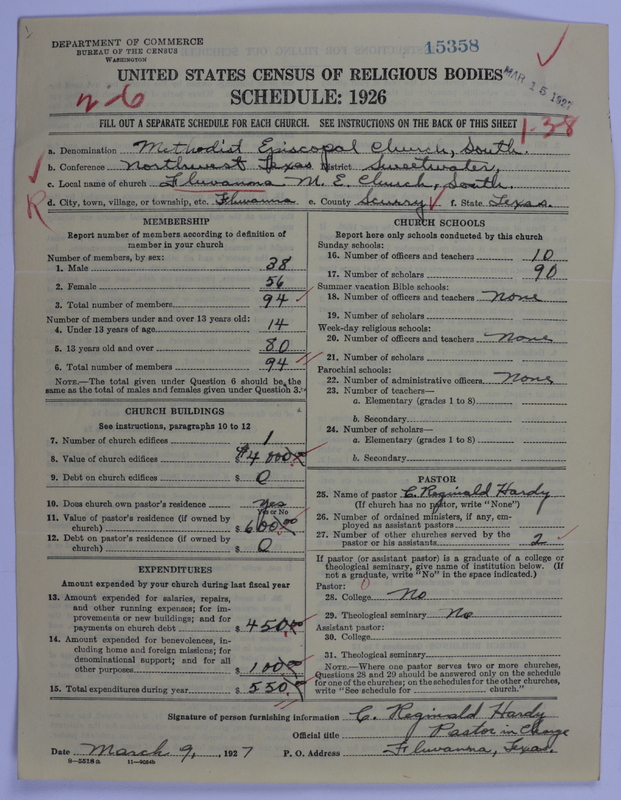 DEPARTMENT OF COMMERCE
BUREAU OF THE CENSUS
WASHINGTON
15358
MAR 15 1927
UNITED STATES CENSUS OF RELIGIOUS BODIES
SCHEDULE: 1926
2-6
FILL OUT A SEPARATE SCHEDULE FOR EACH CHURCH. SEE INSTRUCTIONS ON THE BACK OF THIS SHEET
1-38
a. Denomination Methodist Episcopal Church, South.
b. Conference Northwest Texas District Sweetwater,
c. Local name of church Fluvanna M. E. Church, South.
R
d. City, town, village, or township, etc. Fluvanna e. County Scurry f. State Texas.
MEMBERSHIP
Report number of members according to definition of
member in your church
Number of members, by sex:
1. Male 38
2. Female 56
3. Total number of members 94
Number of members under and over 13 years old:
4. Under 13 years of age 14
5. 13 years old and over 80
6. Total number of members 94
NOTE.—The total given under Question 6 should be the
same as the total of males and females given under Question 3.
CHURCH BUILDINGS
See instructions, paragraphs 10 to 12
7. Number of church edifices 1
8. Value of church edifices $ 4000.00
9. Debt on church edifices $ 0
10. Does church own pastor's residence yes
Yes or No
11. Value of pastor's residence (if owned by
church) $ 600.00
12. Debt on pastor's residence (if owned by
church) $ 0
EXPENDITURES
Amount expended by your church during last fiscal year
13. Amount expended for salaries, repairs,
and other running expenses; for im-
provements or new buildings; and for
payments on church debt $ 450.00
14. Amount expended for benevolences, in-
cluding home and foreign missions; for
denominational support; and for all
other purposes $ 100.00
15. Total expenditures during year $ 550.00
CHURCH SCHOOLS
Report here only schools conducted by this church
Sunday schools:
16. Number of officers and teachers 10
17. Number of scholars 90
Summer vacation Bible schools:
18. Number of officers and teachers None
19. Number of scholars
Week-day religious schools:
20. Number of officers and teachers None
21. Number of scholars
Parochial schools:
22. Number of administrative officers None
23. Number of teachers—
a. Elementary (grades 1 to 8)
b. Secondary
24. Number of scholars—
a. Elementary (grades 1 to 8)
b. Secondary
PASTOR
25. Name of pastor C. Reginald Hardy
(If church has no pastor, write "None")
26. Number of ordained ministers, if any, em-
ployed as assistant pastors
27. Number of other churches served by the
pastor or his assistants 2
If pastor (or assistant pastor) is a graduate of a college or
theological seminary, give name of institution below. (If
not a graduate, write "No" in the space indicated.)
Pastor: 0
28. College No
29. Theological seminary No
Assistant pastor:
30. College
31. Theological seminary
NOTE.—Where one pastor serves two or more churches,
Questions 28 and 29 should be answered only on the schedule
for one of the churches; on the schedules for the other churches,
write "See schedule for church."
Signature of person furnishing information C. Reginald Hardy
Official title Pastor in Charge
Date March 9, 1927 P. O. Address Fluvanna, Texas.
8-5518 a 11-9034b